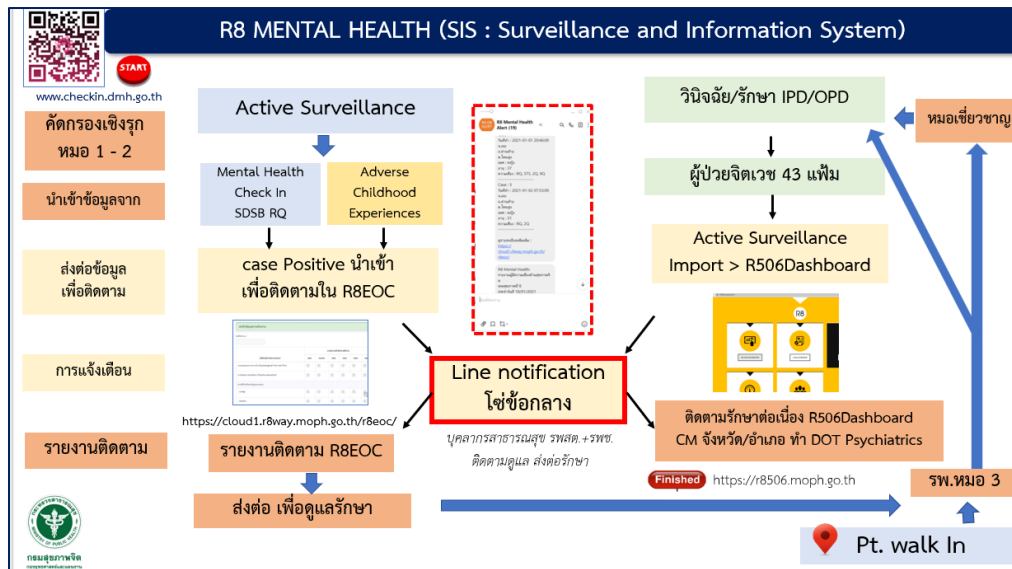 R8 MENTAL HEALTH (SIS : Surveillance and Information System)
START
www.checkin.dmh.go.th
คัดกรองเชิงรุก
หมอ 1 - 2
นำเข้าข้อมูลจาก
ส่งต่อข้อมูล
เพื่อติดตาม
การแจ้งเตือน
รายงานติดตาม
กรมสุขภาพจิต
Active Surveillance
Mental Health
Check In
SDSB RQ
Adverse
Childhood
Experiences
case Positive นำเข้า
เพื่อติดตามใน R8EOC
https://cloud1.r8way.moph.go.th/r8eoc/
รายงานติดตาม R8EOC
ส่งต่อ เพื่อดูแลรักษา
R8 Mental Health
Alert (19)
Line notification
โซ่ข้อกลาง
บุคลากรสาธารณสุข รพสต.+รพช.
ติดตามดูแล ส่งต่อรักษา
วินิจฉัย/รักษา IPD/OPD
หมอเชี่ยวชาญ
ผู้ป่วยจิตเวช 43 แฟ้ม
Active Surveillance
Import > R506Dashboard
R8
ติดตามรักษาต่อเนื่อง R506Dashboard
CM จังหวัด/อำเภอ ทำ DOT Psychiatrics
Finished https://r8506.moph.go.th
รพ.หมอ 3
Pt. walk In